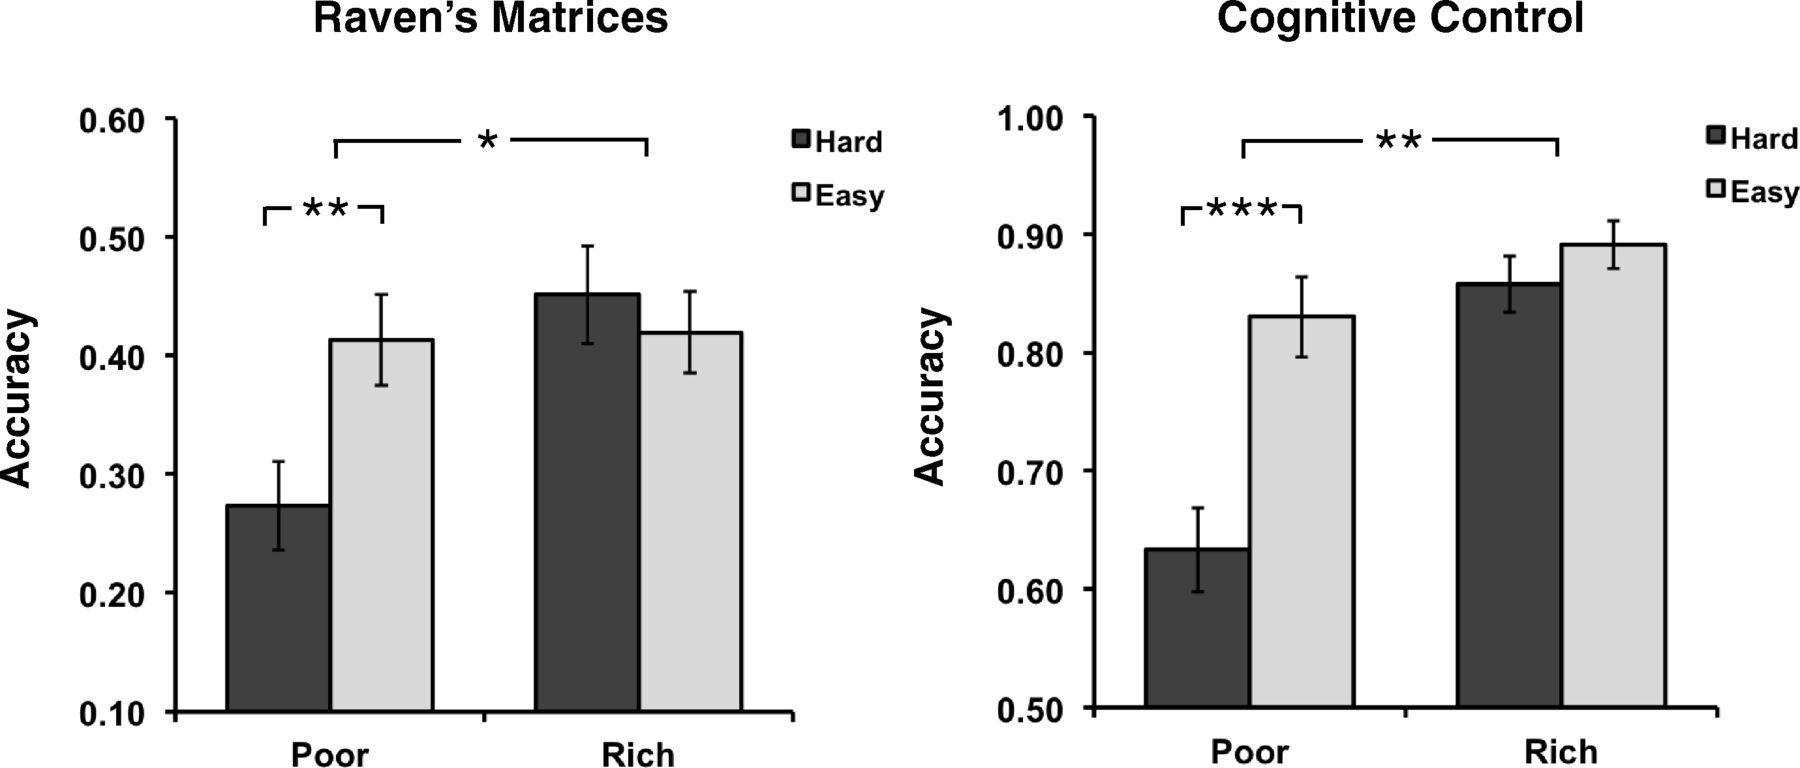 Raven’s Matrices
0.60
0.50
0.40
0.30
0.20
0.10
Accuracy
*
**
Hard
Easy
Poor Rich
Cognitive Control
1.00
0.90
0.80
0.70
0.60
0.50
Accuracy
**
***
Hard
Easy
Poor Rich